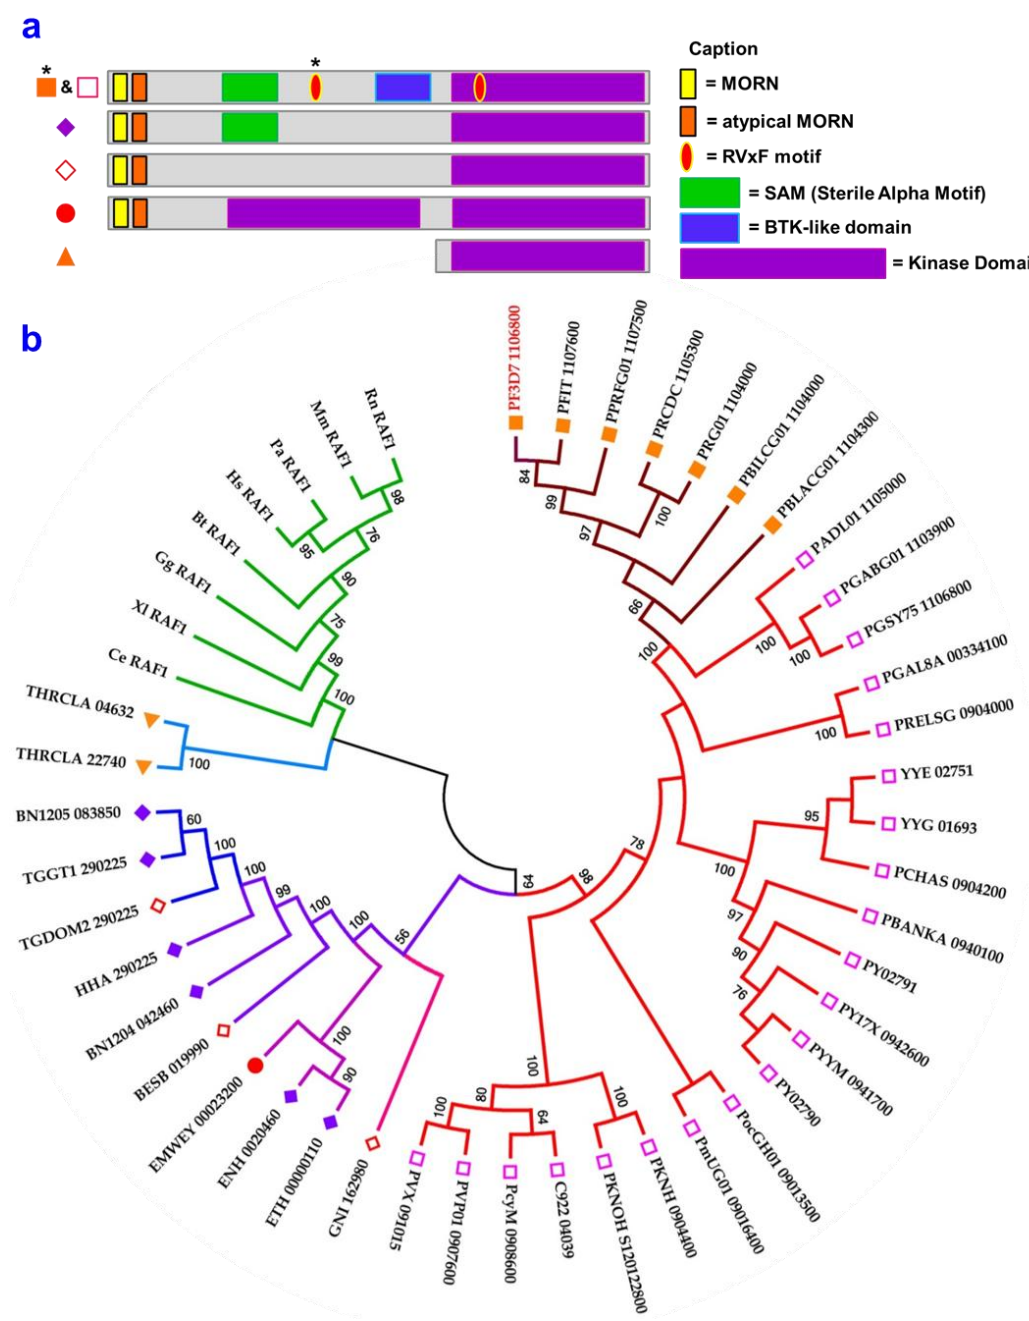 a
*
&
*
Caption
= MORN
= atypical MORN
= RVxF motif
= SAM (Sterile Alpha Motif)
= BTK-like domain
= Kinase Domai
b
PF3D7 1106800
PFIT 1107600
PPRFG01 1107500
PRCDC 1105300
PRG01 1104000
PBILCG01 1104000
PBLACG01 1104300
PADL01 1105000
PGABG01 1103900
PGSY75 1106800
PGAL8A 00334100
PRELSG 0904000
YYE 02751
YYG 01693
PCHAS 0904200
PBANKA 0940100
PY02791
PY17X 0942600
PYYM 0941700
PY02790
PocGH01 09013500
PmUG01 09016400
PKNH 0904400
PKNOH S120122800
C922 04039
PcyM 0908600
PVP01 0907600
PVX 091015
GNI 162980
ETH 00000110
ENH 0020460
EMWEY 00023200
BESB 019990
BN1204 042460
HHA 290225
TGDOM2 290225
TGGT1 290225
BN1205 083850
THRCLA 22740
THRCLA 04632
Ce RAF1
Xl RAF1
Gg RAF1
Bt RAF1
Hs RAF1
Pa RAF1
Mm RAF1
Rn RAF1
84
99
100
97
66
100
100
100
100
95
100
97
90
76
78
98
64
100
100
80
100
64
56
100
90
100
100
99
100
100
60
100
100
99
75
90
76
95
98